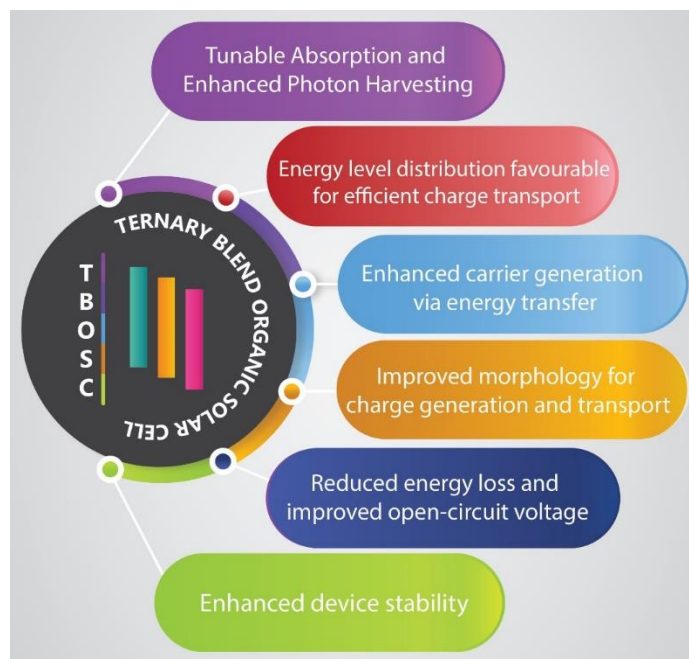 Tunable Absorption and
Enhanced Photon Harvesting
Energy level distribution favourable
for efficient charge transport
TERNARY BLEND ORGANIC SOLAR CELL
T
B
O
S
C
Enhanced carrier generation
via energy transfer
Improved morphology for
charge generation and transport
Reduced energy loss and
improved open-circuit voltage
Enhanced device stability